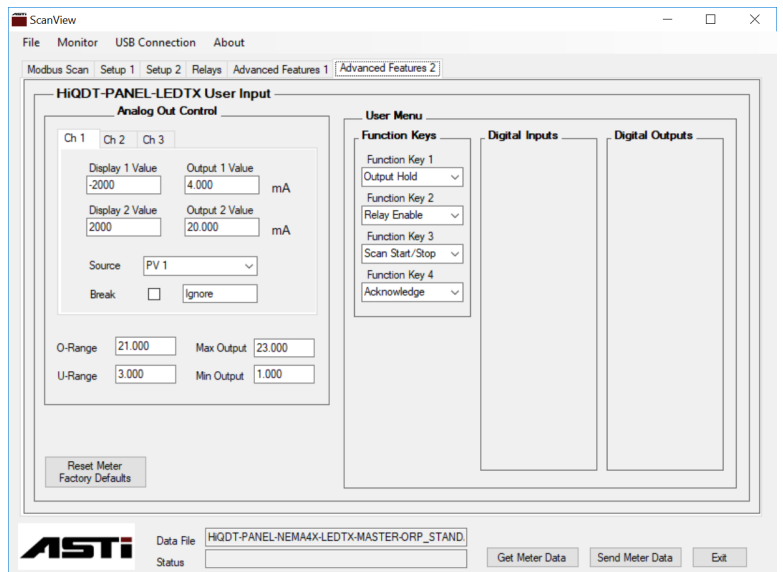 ScanView
File Monitor USB Connection About
Modbus Scan Setup 1 Setup 2 Relays Advanced Features 1 Advanced Features 2
HiQDT-PANEL-LEDTX User Input
Analog Out Control
Ch 1 Ch 2 Ch 3
Display 1 Value Output 1 Value
-2000 4.000 mA
Display 2 Value Output 2 Value
2000 20.000 mA
Source PV 1
Break Ignore
O-Range 21.000 Max Output 23.000
U-Range 3.000 Min Output 1.000
Reset Meter
Factory Defaults
User Menu
Function Keys Digital Inputs Digital Outputs
Function Key 1
Output Hold
Function Key 2
Relay Enable
Function Key 3
Scan Start/Stop
Function Key 4
Acknowledge
ASTi
Data File HiQDT-PANEL-NEMA4X-LEDTX-MASTER-ORP_STAND.
Status
Get Meter Data Send Meter Data Exit